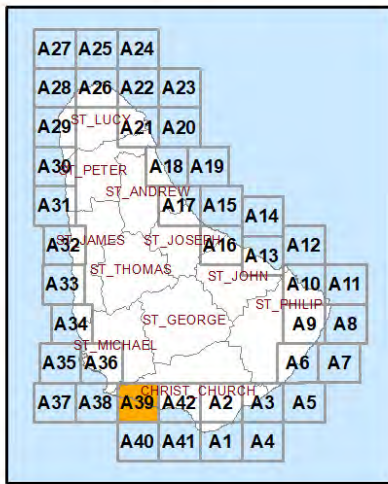 A27 A25 A24
A28 A26 A22 A23
ST_LUCY
A29 A21 A20
A30 ST_PETER A18 A19
ST_ANDREW
A31 A17 A15 A14
ST_JAMES ST_JOSEPH
A32 A16 A13 A12
ST_THOMAS ST_JOHN
A33 A10 A11
ST_PHILIP
A34 ST_GEORGE A9 A8
ST_MICHAEL
A35 A36 A6 A7
CHRIST_CHURCH
A37 A38 A39 A42 A2 A3 A5
A40 A41 A1 A4